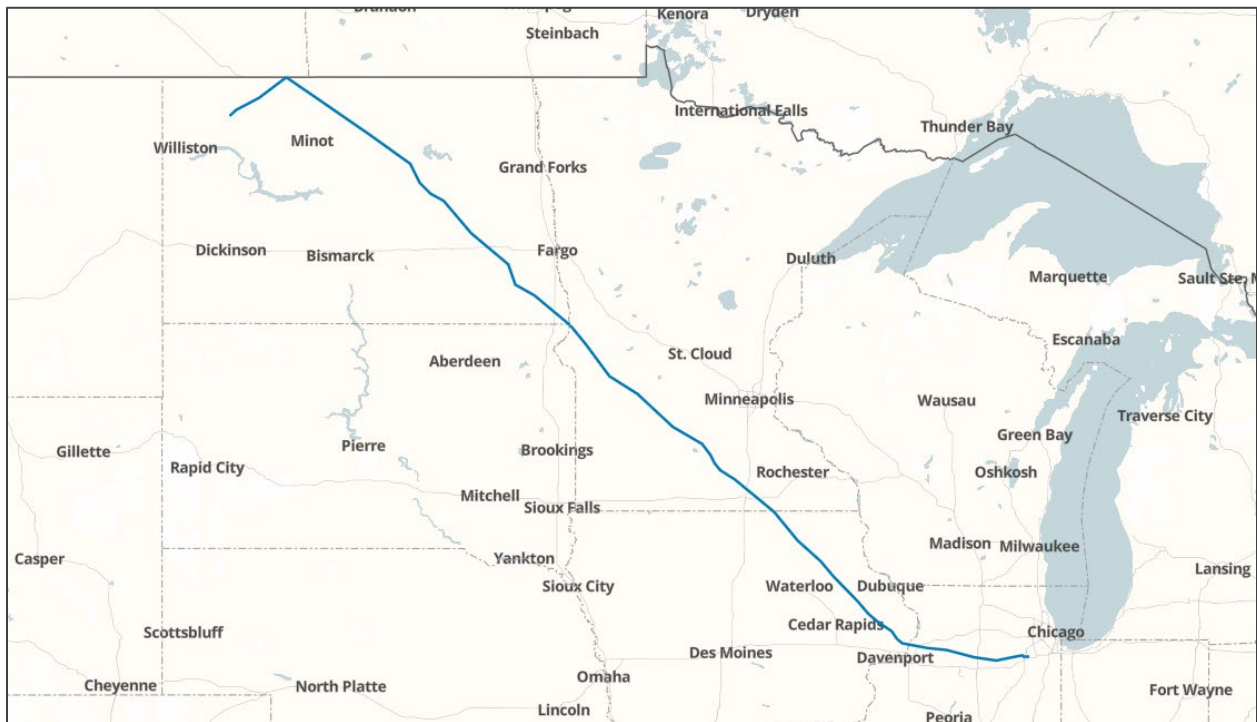 Brandon
Kenora
Dryden
Steinbach
International Falls
Thunder Bay
Williston
Minot
Grand Forks
Dickinson
Bismarck
Fargo
Duluth
Marquette
Sault Ste. M
Escanaba
Aberdeen
St. Cloud
Minneapolis
Wausau
Traverse City
Green Bay
Gillette
Pierre
Brookings
Rapid City
Rochester
Oshkosh
Mitchell
Sioux Falls
Casper
Yankton
Madison
Milwaukee
Lansing
Sioux City
Waterloo
Dubuque
Scottsbluff
Cedar Rapids
Chicago
Des Moines
Davenport
Cheyenne
North Platte
Omaha
Fort Wayne
Lincoln
Peoria